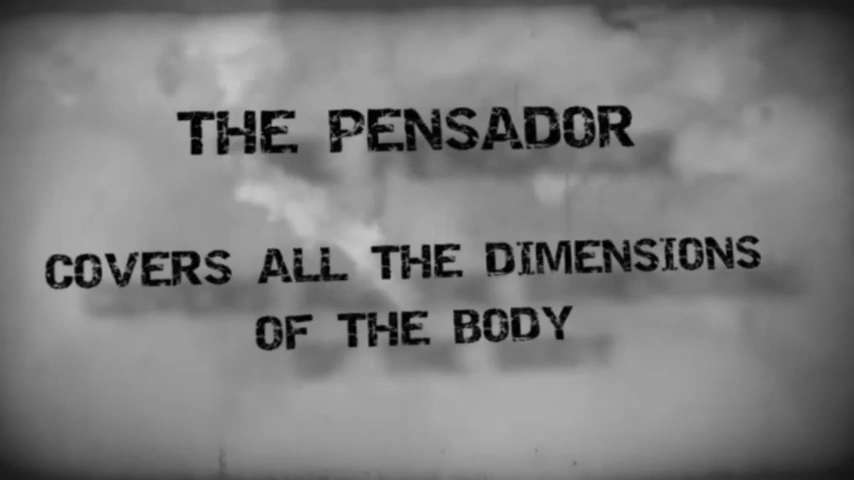 THE PENSADOR
COVERS ALL THE DIMENSIONS
OF THE BODY